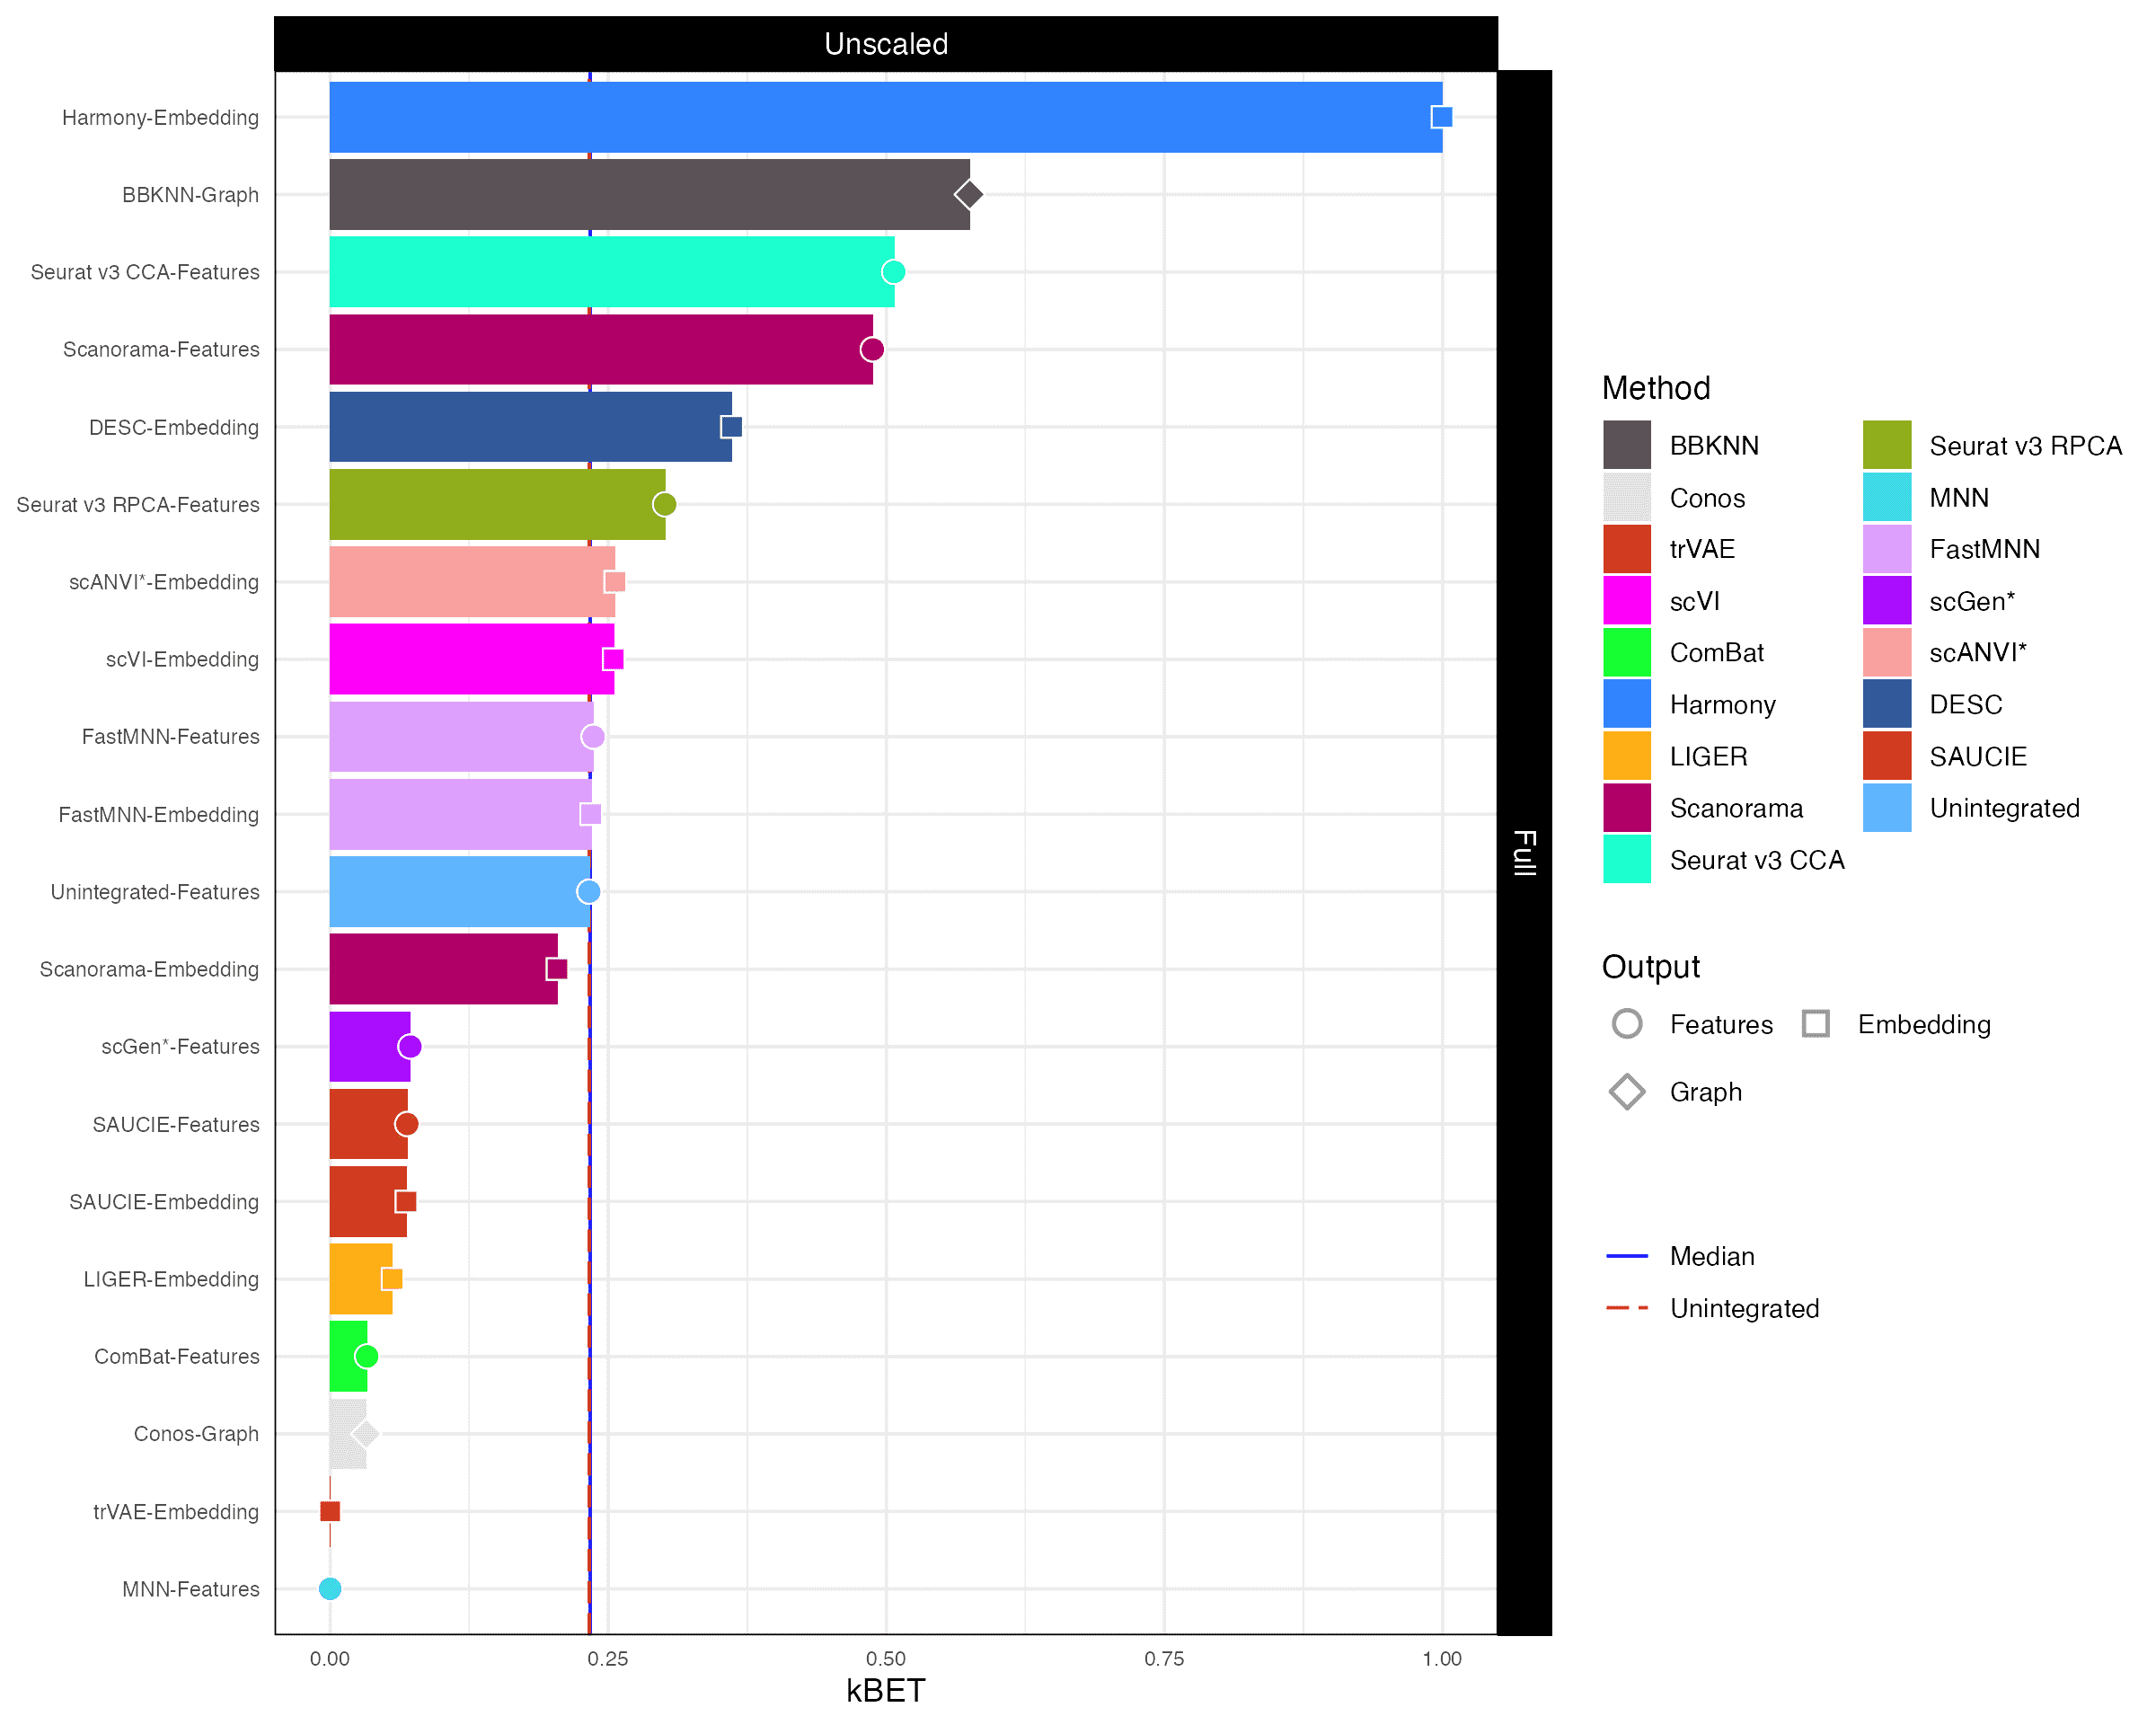 Unscaled
Harmony-Embedding
BBKNN-Graph
Seurat v3 CCA-Features
Scanorama-Features
DESC-Embedding
Seurat v3 RPCA-Features
scANVI*-Embedding
scVI-Embedding
FastMNN-Features
FastMNN-Embedding
Unintegrated-Features
Scanorama-Embedding
scGen*-Features
SAUCIE-Features
SAUCIE-Embedding
LIGER-Embedding
ComBat-Features
Conos-Graph
trVAE-Embedding
MNN-Features
0.00 0.25 0.50 0.75 1.00
kBET
Full
Method
BBKNN
Conos
trVAE
scVI
ComBat
Harmony
LIGER
Scanorama
Seurat v3 CCA
Seurat v3 RPCA
MNN
FastMNN
scGen*
scANVI*
DESC
SAUCIE
Unintegrated
Output
Features Embedding
Graph
Median
Unintegrated